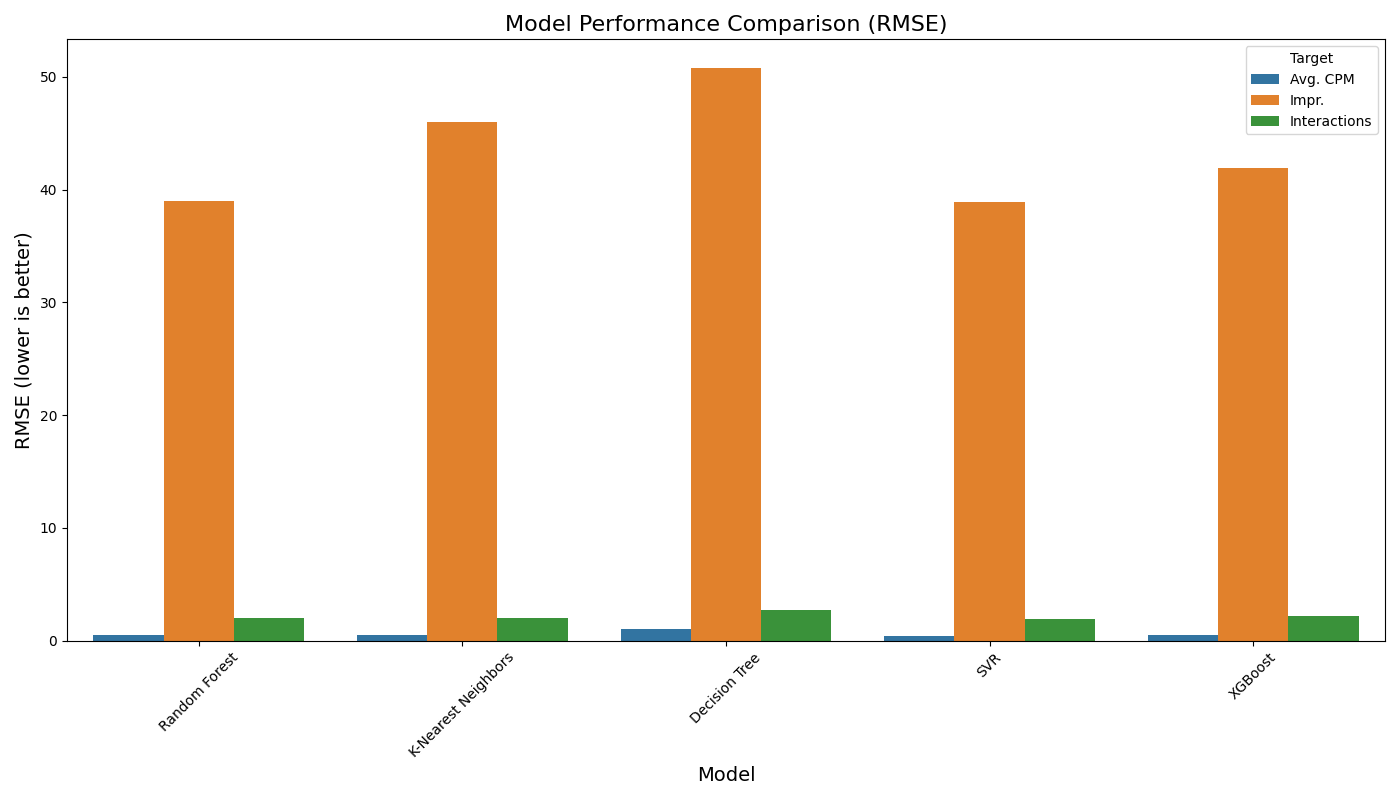 Model Performance Comparison (RMSE)
Target
Avg. CPM
Impr.
Interactions
RMSE (lower is better)
50
40
30
20
10
0
Random Forest
K-Nearest Neighbors
Decision Tree
SVR
XGBoost
Model